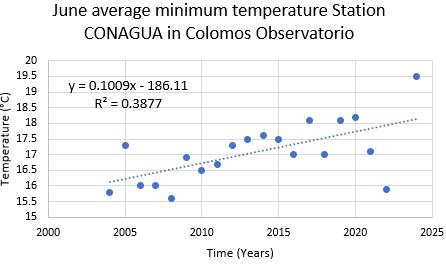 June average minimum temperature Station
CONAGUA in Colomos Observatorio
y = 0.1009x - 186.11
R² = 0.3877
Temperature (°C)
20
19.5
19
18.5
18
17.5
17
16.5
16
15.5
15
2000
2005
2010
2015
2020
2025
Time (Years)